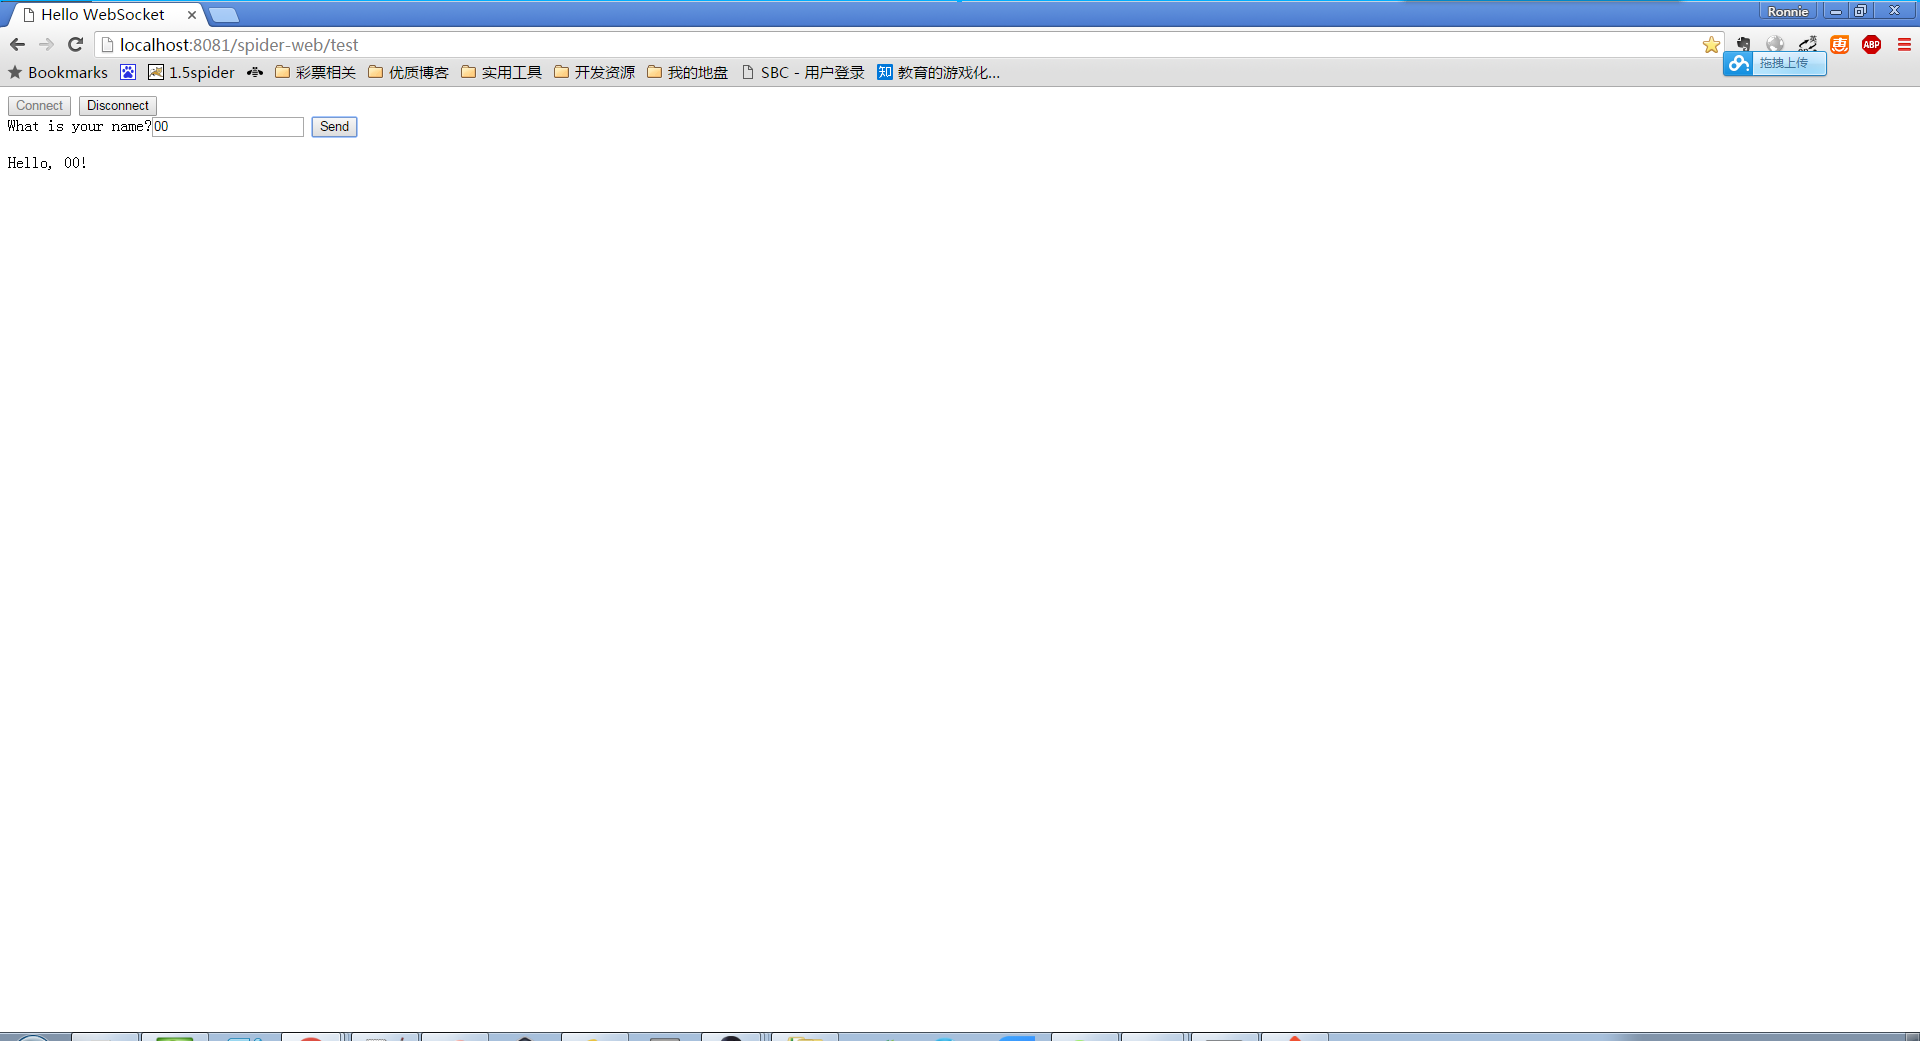 Hello WebSocket
Ronnie
localhost:8081/spider-web/test
Bookmarks 1.5spider 彩票相关 优质博客 实用工具 开发资源 我的地盘 SBC - 用户登录 知 教育的游戏化... 
英 惠 ABP
拖拽上传
Connect Disconnect
What is your name? 00 Send
Hello, 00!